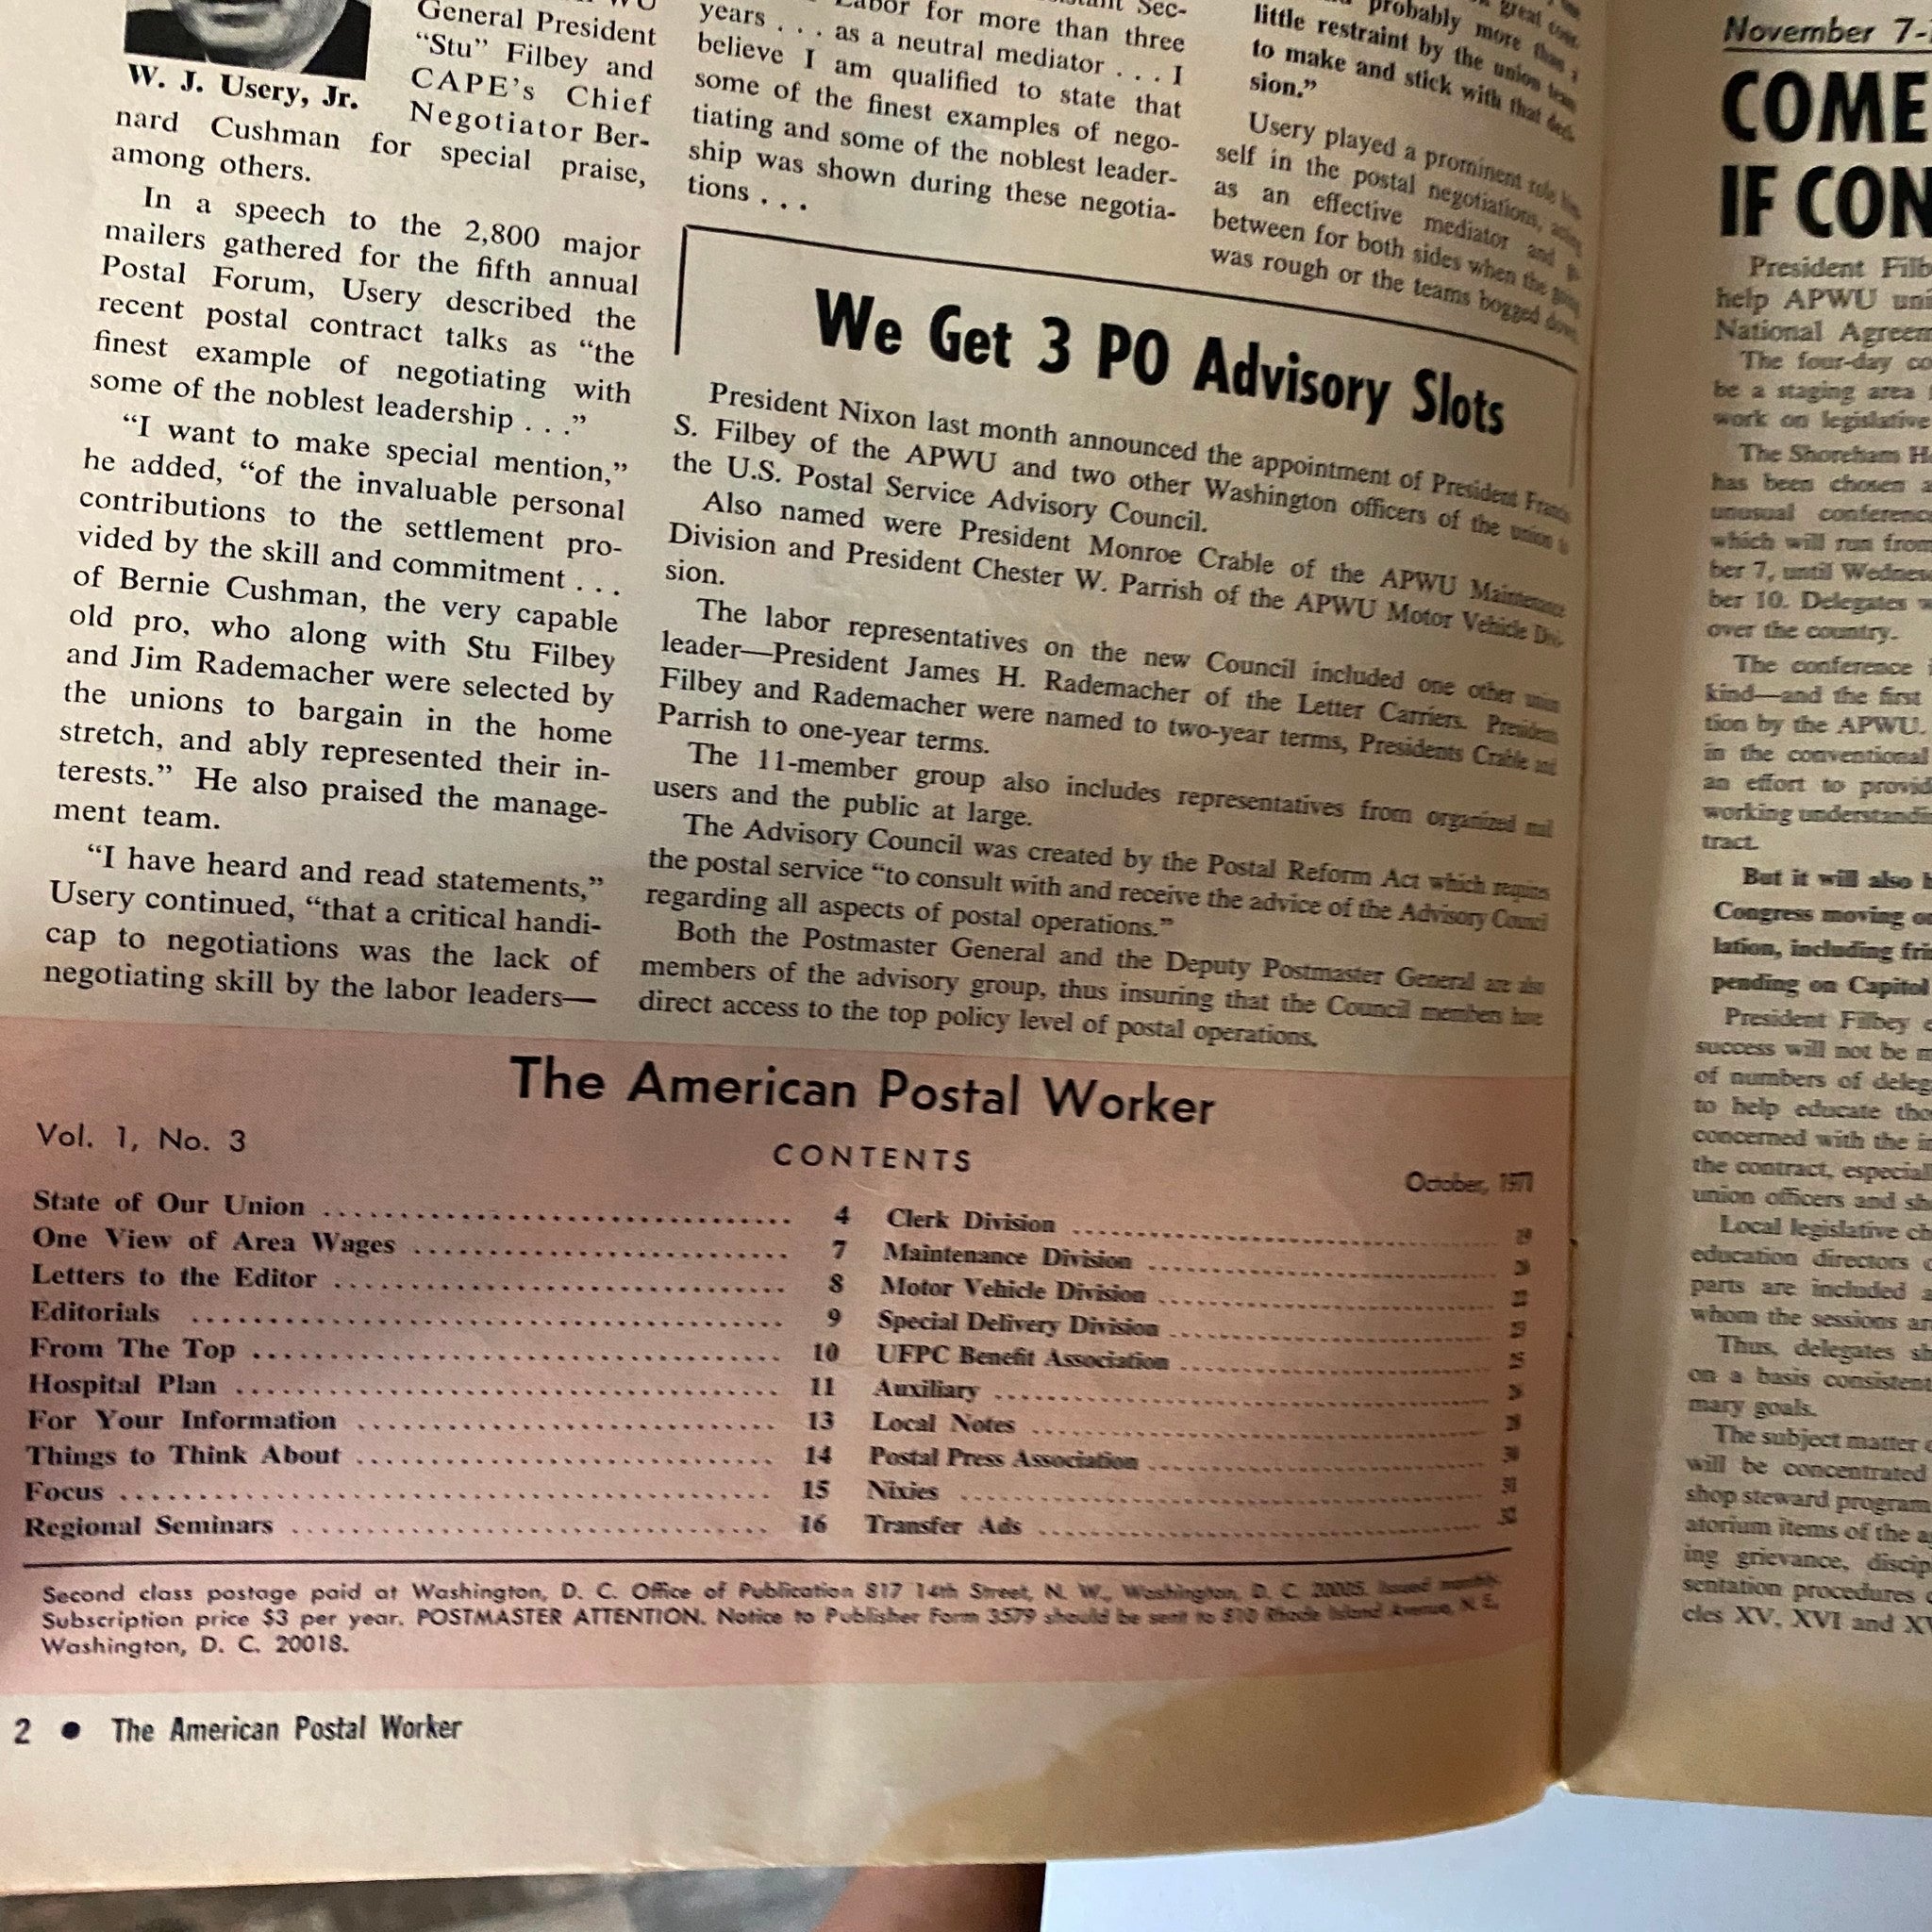 W. J. Usery, Jr.
General President
“Stu” Filbey and
CAPE’s Chief
Negotiator Ber-
nard Cushman for special praise,
among others.
In a speech to the 2,800 major
mailers gathered for the fifth annual
Postal Forum, Usery described the
recent postal contract talks as “the
finest example of negotiating with
some of the noblest leadership . . .”
“I want to make special mention,”
he added, “of the invaluable personal
contributions to the settlement pro-
vided by the skill and commitment . . .
of Bernie Cushman, the very capable
old pro, who along with Stu Filbey
and Jim Rademacher were selected by
the unions to bargain in the home
stretch, and ably represented their in-
terests.” He also praised the manage-
ment team.
“I have heard and read statements,”
Usery continued, “that a critical handi-
cap to negotiations was the lack of
negotiating skill by the labor leaders—
Labor for more than three
years . . . as a neutral mediator . . . I
believe I am qualified to state that
some of the finest examples of nego-
tiating and some of the noblest leader-
ship was shown during these negotia-
tions . . .
probably more than a
little restraint by the union team
to make and stick with that deci-
sion.”
Usery played a prominent role him-
self in the postal negotiations, acting
as an effective mediator and
between for both sides when the going
was rough or the teams bogged down.
We Get 3 PO Advisory Slots
President Nixon last month announced the appointment of President Francis
S. Filbey of the APWU and two other Washington officers of the union to
the U.S. Postal Service Advisory Council.
Also named were President Monroe Crable of the APWU Maintenance
Division and President Chester W. Parrish of the APWU Motor Vehicle Divi-
sion.
The labor representatives on the new Council included one other union
leader—President James H. Rademacher of the Letter Carriers. Presidents
Filbey and Rademacher were named to two-year terms, Presidents Crable and
Parrish to one-year terms.
The 11-member group also includes representatives from organized mail
users and the public at large.
The Advisory Council was created by the Postal Reform Act which requires
the postal service “to consult with and receive the advice of the Advisory Council
regarding all aspects of postal operations.”
Both the Postmaster General and the Deputy Postmaster General are also
members of the advisory group, thus insuring that the Council members have
direct access to the top policy level of postal operations.
The American Postal Worker
Vol. 1, No. 3
CONTENTS
October, 1971
State of Our Union 4
One View of Area Wages 7
Letters to the Editor 8
Editorials 9
From The Top 10
Hospital Plan 11
For Your Information 13
Things to Think About 14
Focus 15
Regional Seminars 16
Clerk Division 19
Maintenance Division
Motor Vehicle Division
Special Delivery Division 23
UFPC Benefit Association 25
Auxiliary 26
Local Notes
Postal Press Association 30
Nixies 31
Transfer Ads 32
Second class postage paid at Washington, D. C. Office of Publication 817 14th Street, N. W., Washington, D. C. 20005. Issued monthly.
Subscription price $3 per year. POSTMASTER ATTENTION. Notice to Publisher Form 3579 should be sent to 810 Rhode Island Avenue, N. E.,
Washington, D. C. 20018.
2 ● The American Postal Worker
November 7-
COME
IF CON
President Filb
help APWU uni
National Agreem
The four-day co
be a staging area
work on legislative
The Shoreham Ho
has been chosen a
unusual conference
which will run from
ber 7, until Wednes
ber 10. Delegates w
over the country.
The conference i
kind—and the first
tion by the APWU.
in the conventional
an effort to provid
working understandi
tract.
But it will also h
Congress moving on
lation, including frin
pending on Capitol
President Filbey e
success will not be m
of numbers of deleg
to help educate tho
concerned with the in
the contract, especial
union officers and sh
Local legislative ch
education directors o
parts are included a
whom the sessions ar
Thus, delegates sh
on a basis consistent
mary goals.
The subject matter o
will be concentrated
shop steward program
atorium items of the ag
ing grievance, discip
sentation procedures
cles XV, XVI and XV